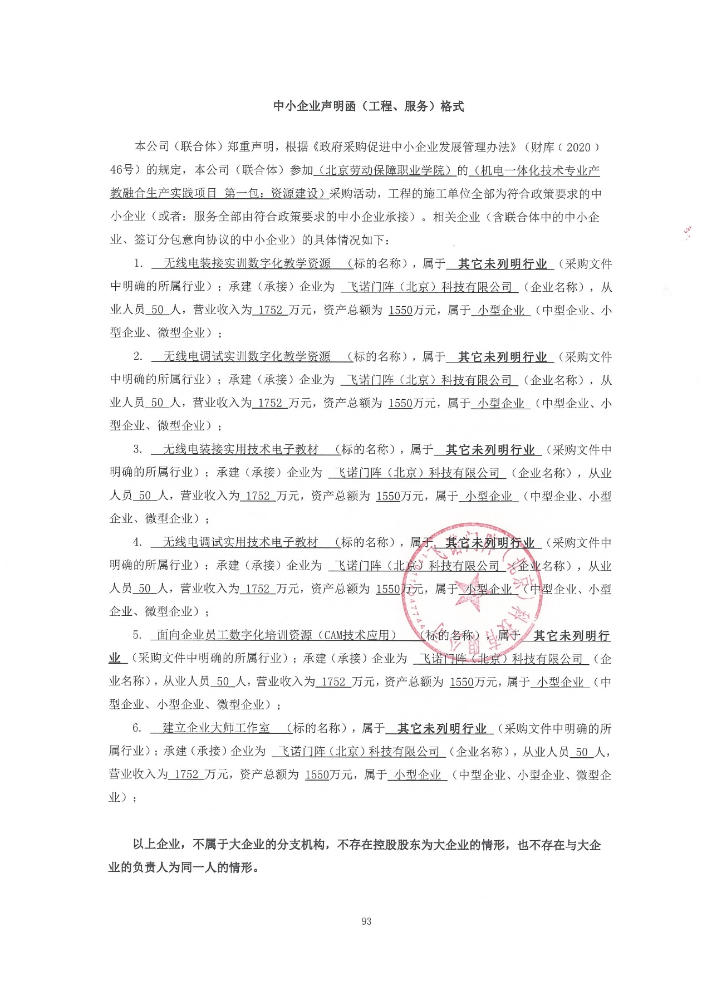 中小企业声明函（工程、服务）格式
本公司（联合体）郑重声明，根据《政府采购促进中小企业发展管理办法》（财库﹝2020﹞
46号）的规定，本公司（联合体）参加（北京劳动保障职业学院）的（机电一体化技术专业产
教融合生产实践项目 第一包：资源建设）采购活动，工程的施工单位全部为符合政策要求的中
小企业（或者：服务全部由符合政策要求的中小企业承接）。相关企业（含联合体中的中小企
业、签订分包意向协议的中小企业）的具体情况如下：
1. 无线电装接实训数字化教学资源 （标的名称），属于 其它未列明行业 （采购文件
中明确的所属行业）；承建（承接）企业为 飞诺门阵（北京）科技有限公司 （企业名称），从
业人员 50 人，营业收入为 1752 万元，资产总额为 1550万元，属于 小型企业 （中型企业、小
型企业、微型企业）；
2. 无线电调试实训数字化教学资源 （标的名称），属于 其它未列明行业 （采购文件
中明确的所属行业）；承建（承接）企业为 飞诺门阵（北京）科技有限公司 （企业名称），从
业人员 50 人，营业收入为 1752 万元，资产总额为 1550万元，属于 小型企业 （中型企业、小
型企业、微型企业）；
3. 无线电装接实用技术电子教材 （标的名称），属于 其它未列明行业 （采购文件中
明确的所属行业）；承建（承接）企业为 飞诺门阵（北京）科技有限公司 （企业名称），从业
人员 50 人，营业收入为 1752 万元，资产总额为 1550万元，属于 小型企业 （中型企业、小型
企业、微型企业）；
4. 无线电调试实用技术电子教材 （标的名称），属于 其它未列明行业 （采购文件中
明确的所属行业）；承建（承接）企业为 飞诺门阵（北京）科技有限公司 （企业名称），从业
人员 50 人，营业收入为 1752 万元，资产总额为 1550万元，属于 小型企业 （中型企业、小型
企业、微型企业）；
5. 面向企业员工数字化培训资源（CAM技术应用） （标的名称），属于 其它未列明行
业 （采购文件中明确的所属行业）；承建（承接）企业为 飞诺门阵（北京）科技有限公司 （企
业名称），从业人员 50 人，营业收入为 1752 万元，资产总额为 1550万元，属于 小型企业 （中
型企业、小型企业、微型企业）；
6. 建立企业大师工作室 （标的名称），属于 其它未列明行业 （采购文件中明确的所
属行业）；承建（承接）企业为 飞诺门阵（北京）科技有限公司 （企业名称），从业人员 50 人，
营业收入为 1752 万元，资产总额为 1550万元，属于 小型企业 （中型企业、小型企业、微型企
业）；
以上企业，不属于大企业的分支机构，不存在控股股东为大企业的情形，也不存在与大企
业的负责人为同一人的情形。
飞诺门阵（北京）科技有限公司
93